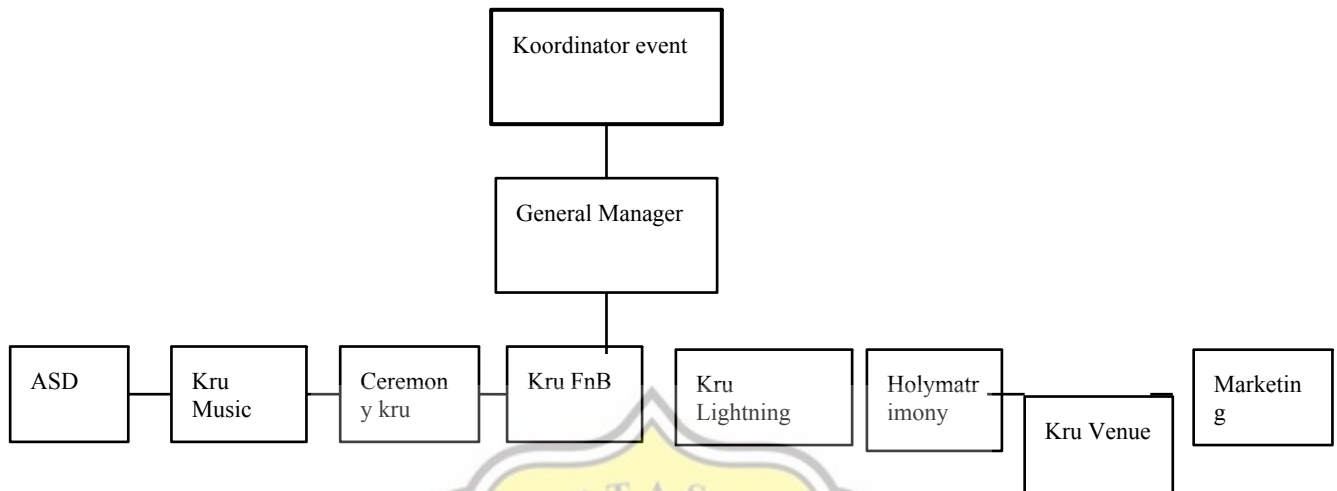 Koordinator event
General Manager
ASD
Kru
Music
Ceremon
y kru
Kru FnB
Kru
Lightning
Holymatr
imony
Kru Venue
Marketin
g